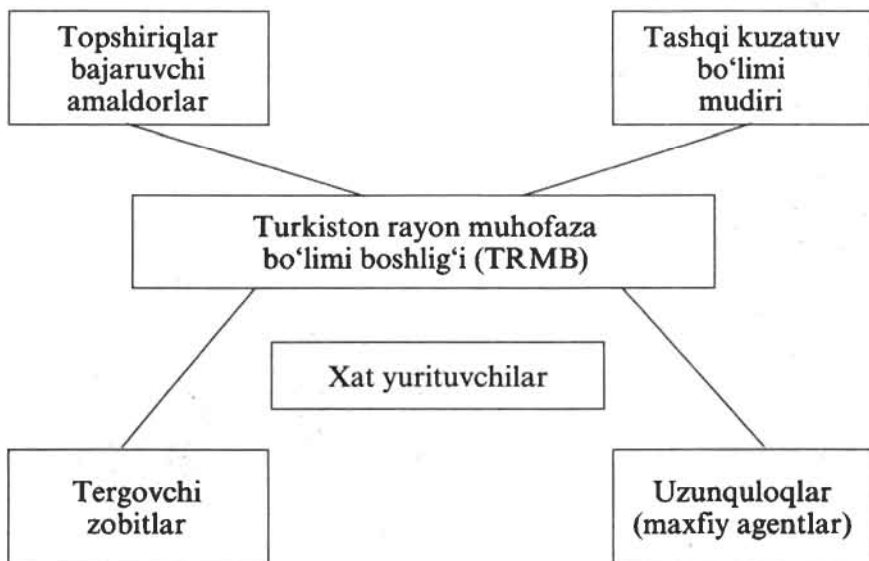 Topshiriqlar
bajaruvchi
amaldorlar
Tashqi kuzatuv
bo‘limi
mudiri
Turkiston rayon muhofaza
bo‘limi boshlig‘i (TRMB)
Xat yurituvchilar
Tergovchi
zobitlar
Uzunquloqlar
(maxfiy agentlar)